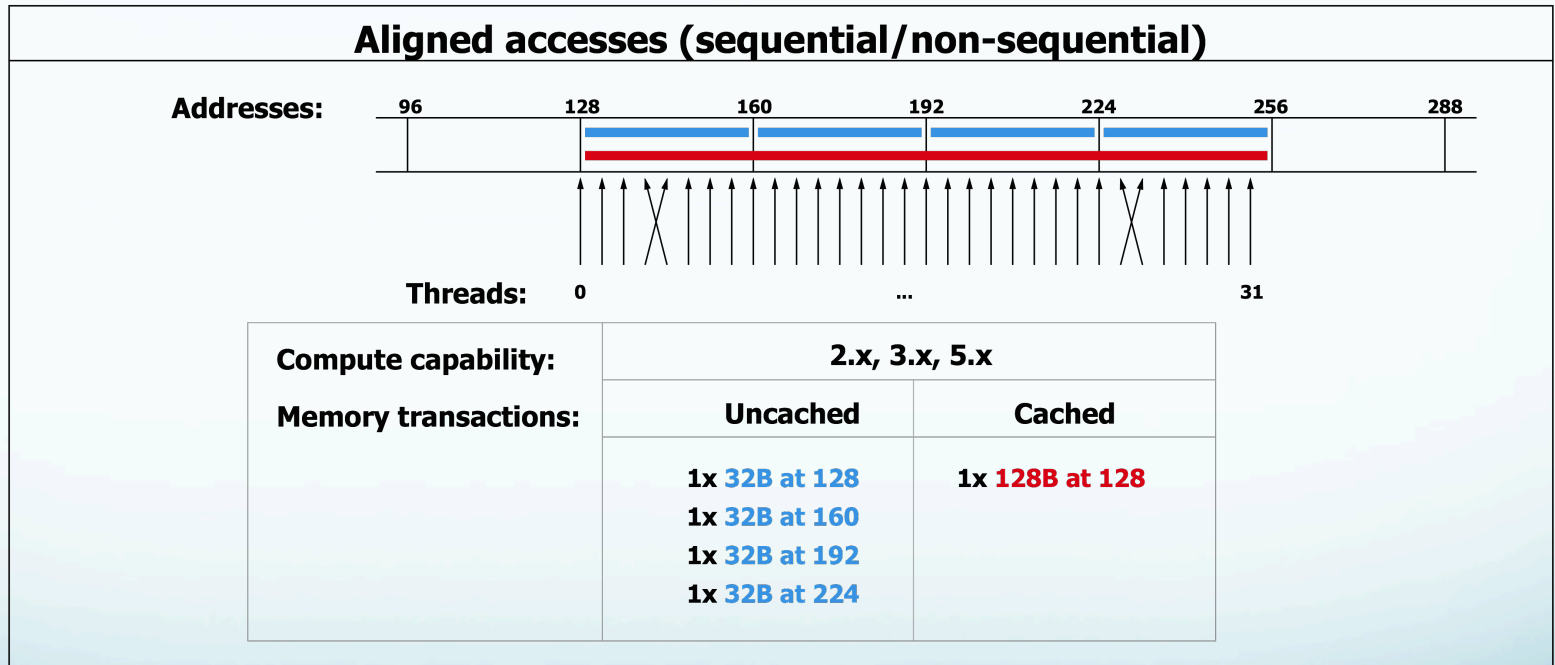 Aligned accesses (sequential/non-sequential)
Addresses: 96 128 160 192 224 256 288
Threads: 0 ... 31
Compute capability: 2.x, 3.x, 5.x
Memory transactions: Uncached Cached
1x 32B at 128 1x 128B at 128
1x 32B at 160
1x 32B at 192
1x 32B at 224